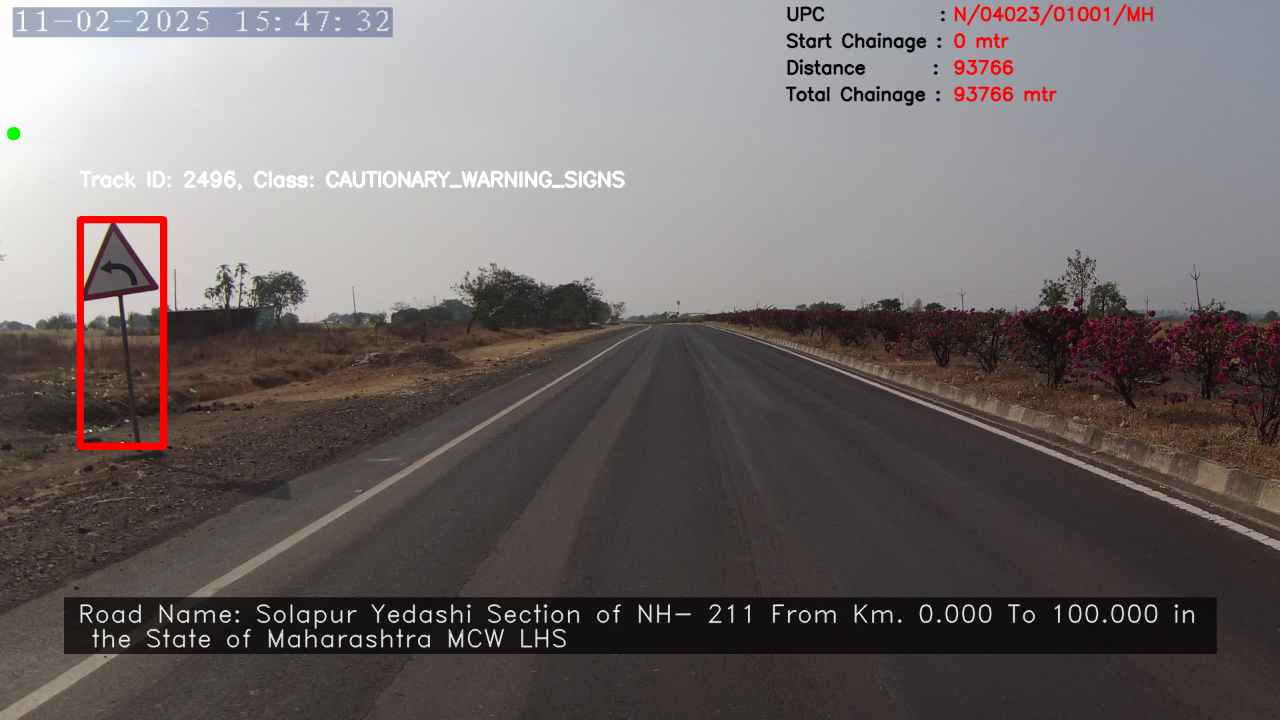 11-02-2025 15:47:32
UPC : N/04023/01001/MH
Start Chainage : 0 mtr
Distance : 93766
Total Chainage : 93766 mtr
Track ID: 2496, Class: CAUTIONARY_WARNING_SIGNS
Road Name: Solapur Yedashi Section of NH- 211 From Km. 0.000 To 100.000 in
the State of Maharashtra MCW LHS